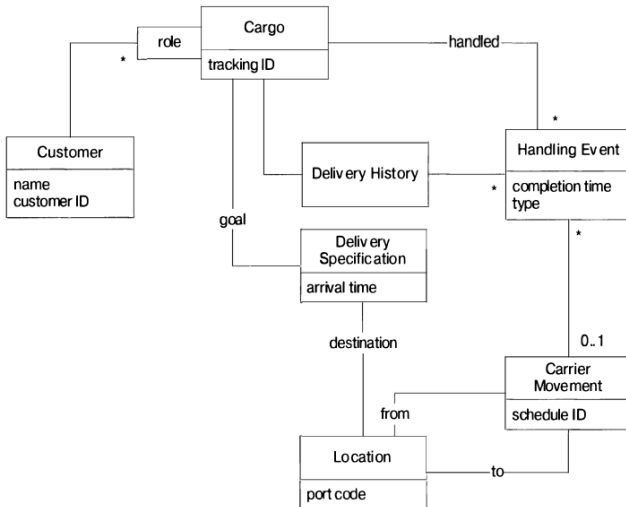 Cargo
role
handled
tracking ID
*
*
Customer
Handling Event
name
customer ID
Delivery History
*
completion time
type
goal
*
Delivery
Specification
arrival time
destination
0..1
Carrier
Movement
from
schedule ID
Location
to
port code